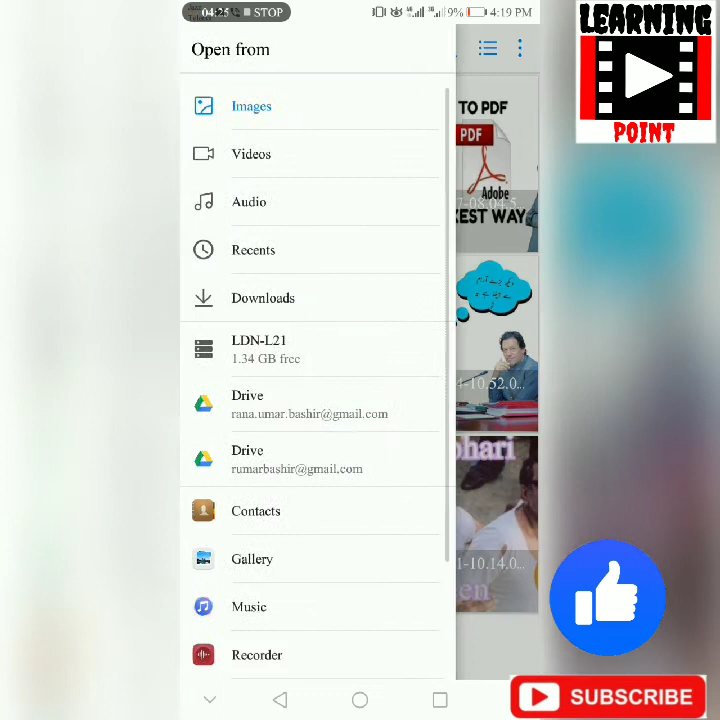 04:25 STOP
9% 4:19 PM
LEARNING
POINT
Open from
Images
Videos
Audio
Recents
Downloads
LDN-L21
1.34 GB free
Drive
rana.umar.bashir@gmail.com
Drive
rumarbashir@gmail.com
Contacts
Gallery
Music
Recorder
TO PDF
PDF
Adobe
KEST WAY
SUBSCRIBE